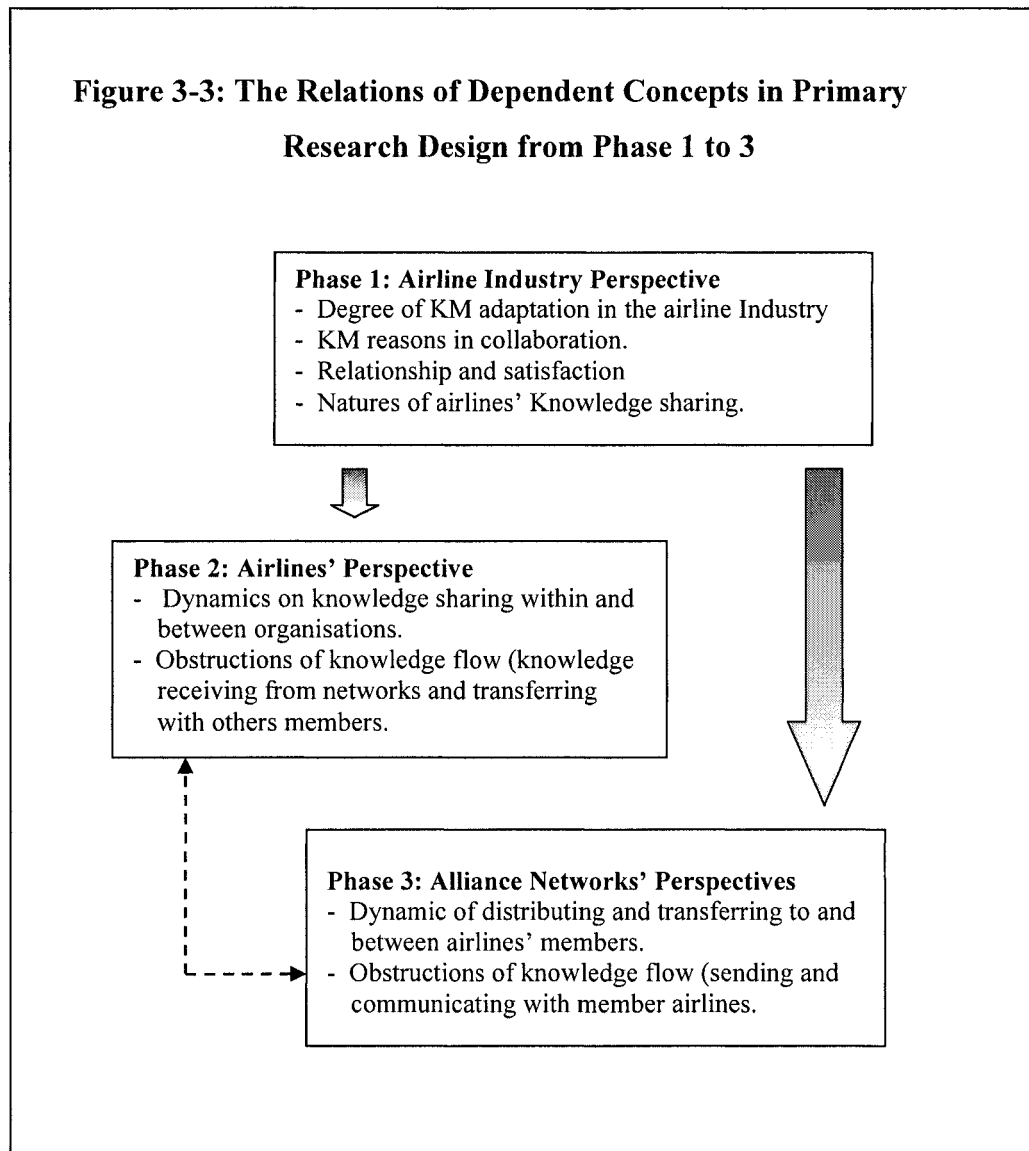 Figure 3-3: The Relations of Dependent Concepts in Primary
Research Design from Phase 1 to 3
Phase 1: Airline Industry Perspective
- Degree of KM adaptation in the airline Industry
- KM reasons in collaboration.
- Relationship and satisfaction
- Natures of airlines’ Knowledge sharing.
Phase 2: Airlines’ Perspective
- Dynamics on knowledge sharing within and
between organisations.
- Obstructions of knowledge flow (knowledge
receiving from networks and transferring
with others members.
Phase 3: Alliance Networks’ Perspectives
- Dynamic of distributing and transferring to and
between airlines’ members.
- Obstructions of knowledge flow (sending and
communicating with member airlines.